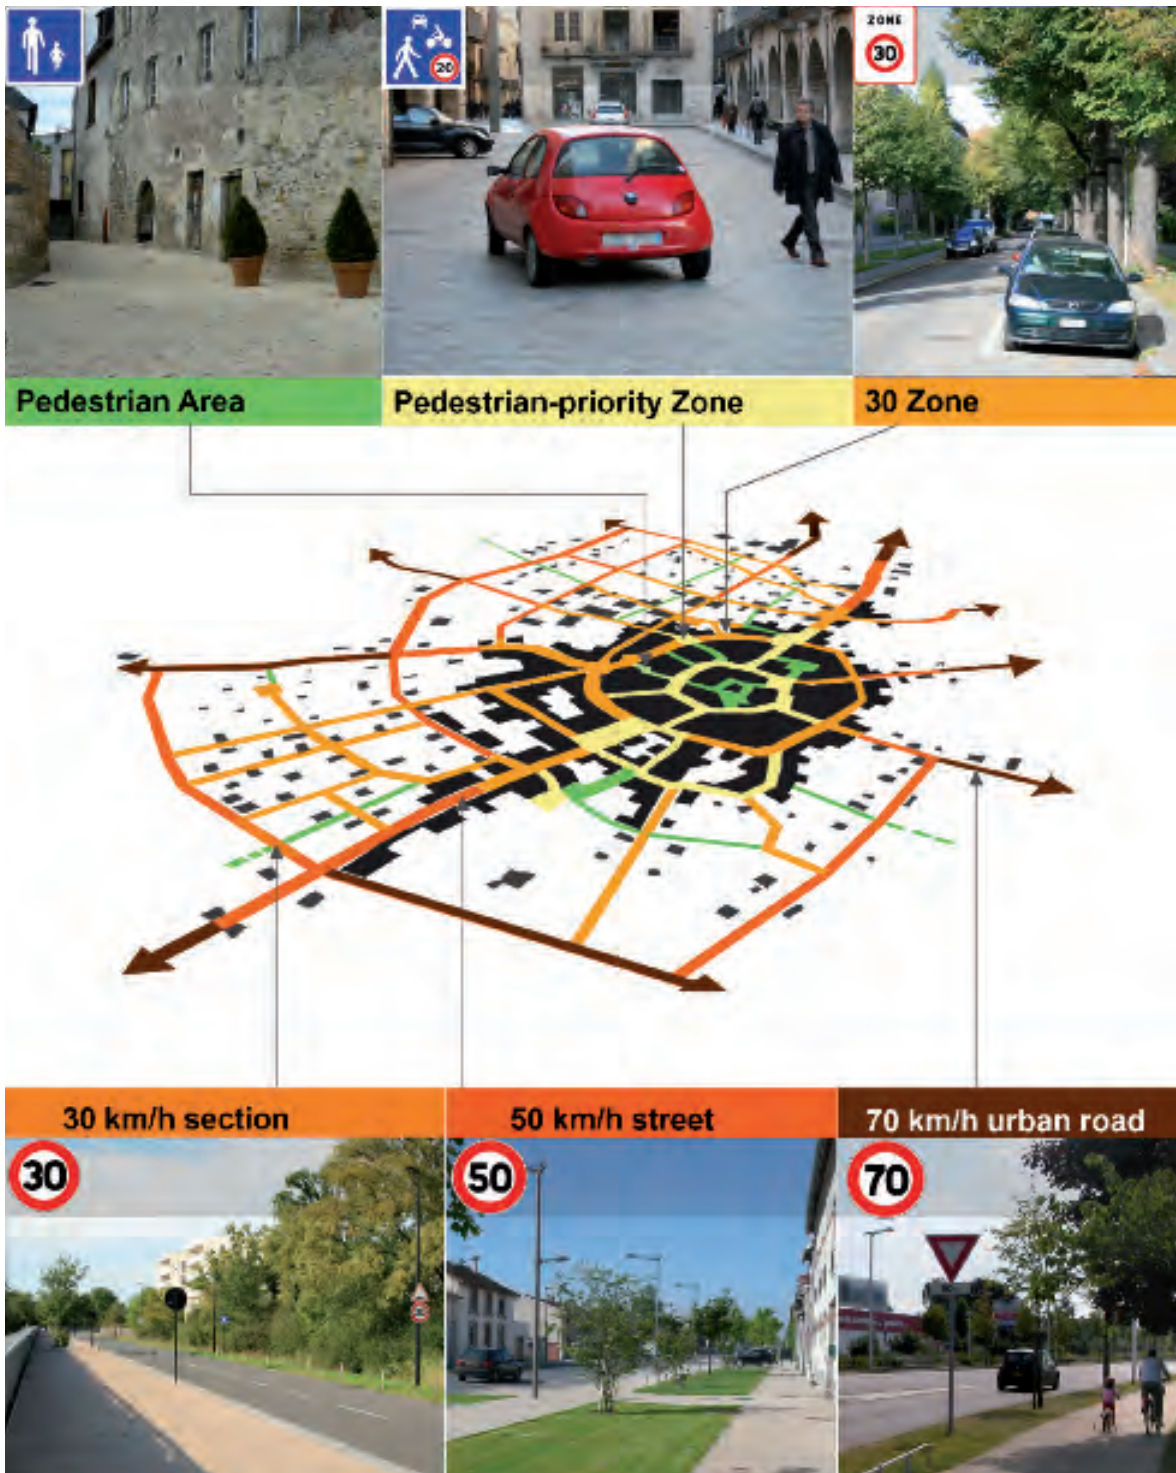 20
ZONE
30
Pedestrian Area
Pedestrian-priority Zone
30 Zone
30 km/h section
50 km/h street
70 km/h urban road
30
50
70